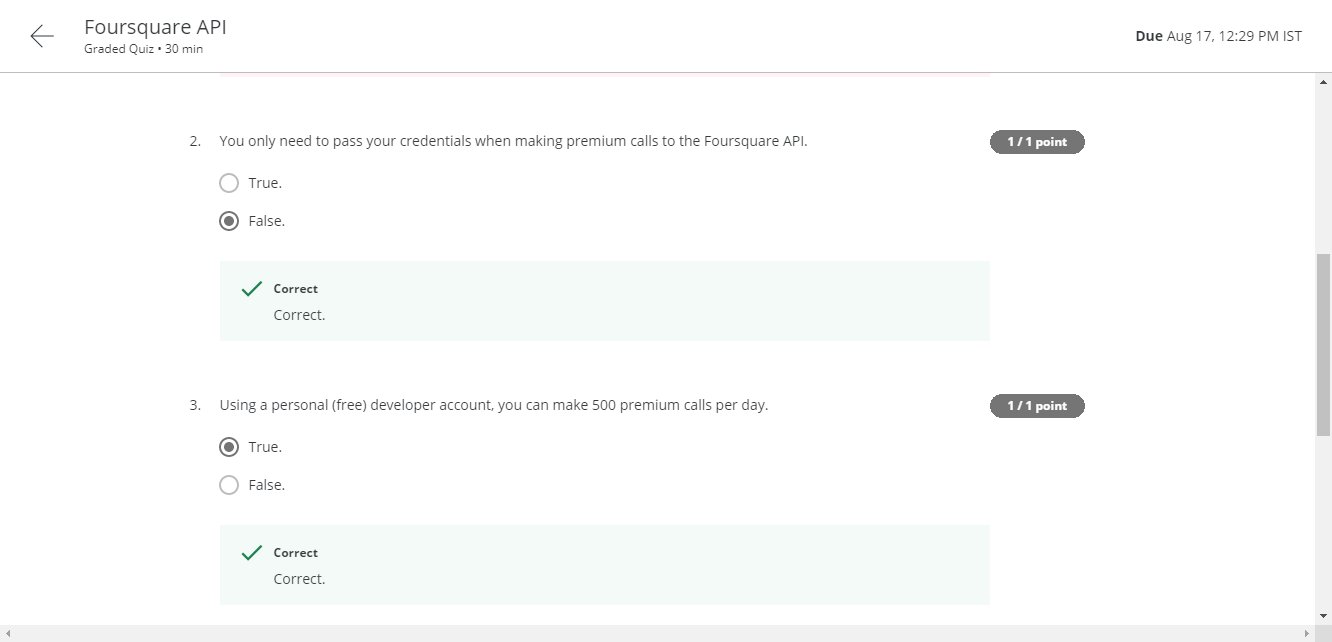 Foursquare API
Graded Quiz • 30 min
Due Aug 17, 12:29 PM IST
2. You only need to pass your credentials when making premium calls to the Foursquare API.
1 / 1 point
True.
False.
Correct
Correct.
3. Using a personal (free) developer account, you can make 500 premium calls per day.
1 / 1 point
True.
False.
Correct
Correct.